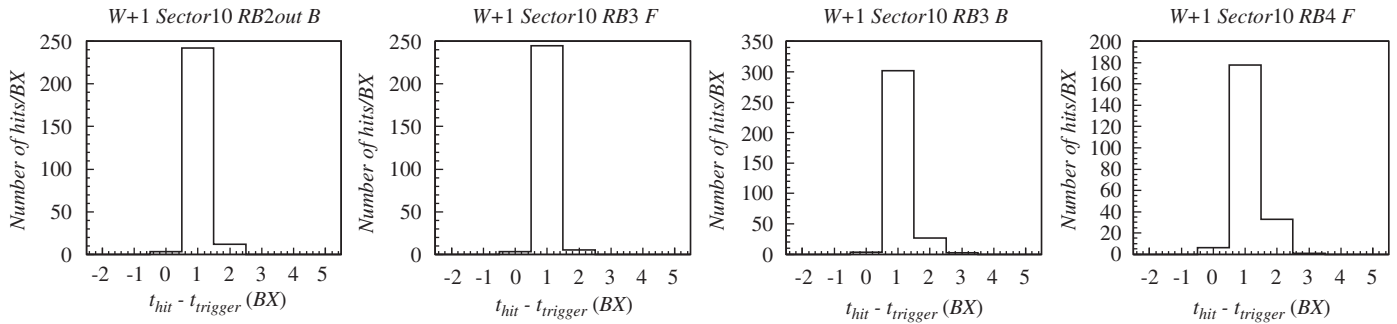 W+1 Sector10 RB2out B
Number of hits/BX
250
200
150
100
50
0
-2 -1 0 1 2 3 4 5
t_hit - t_trigger (BX)
W+1 Sector10 RB3 F
Number of hits/BX
250
200
150
100
50
0
-2 -1 0 1 2 3 4 5
t_hit - t_trigger (BX)
W+1 Sector10 RB3 B
Number of hits/BX
350
300
250
200
150
100
50
0
-2 -1 0 1 2 3 4 5
t_hit - t_trigger (BX)
W+1 Sector10 RB4 F
Number of hits/BX
200
180
160
140
120
100
80
60
40
20
0
-2 -1 0 1 2 3 4 5
t_hit - t_trigger (BX)